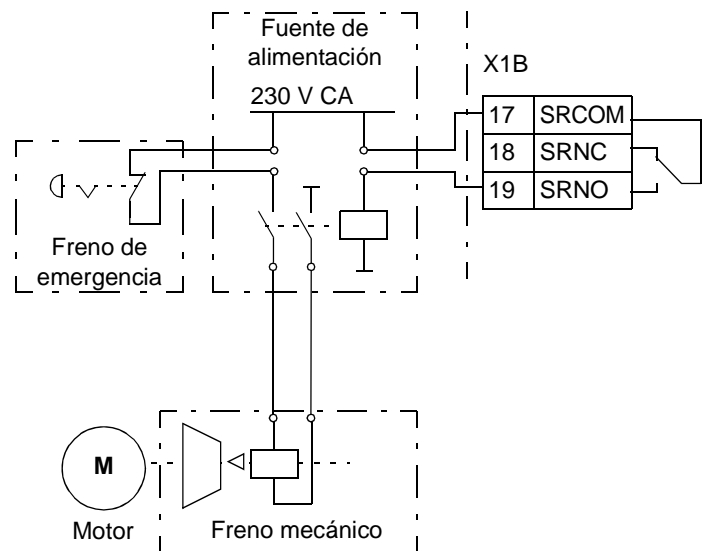 Fuente de
alimentación
230 V CA
X1B
17 SRCOM
18 SRNC
19 SRNO
Freno de
emergencia
M
Motor
Freno mecánico